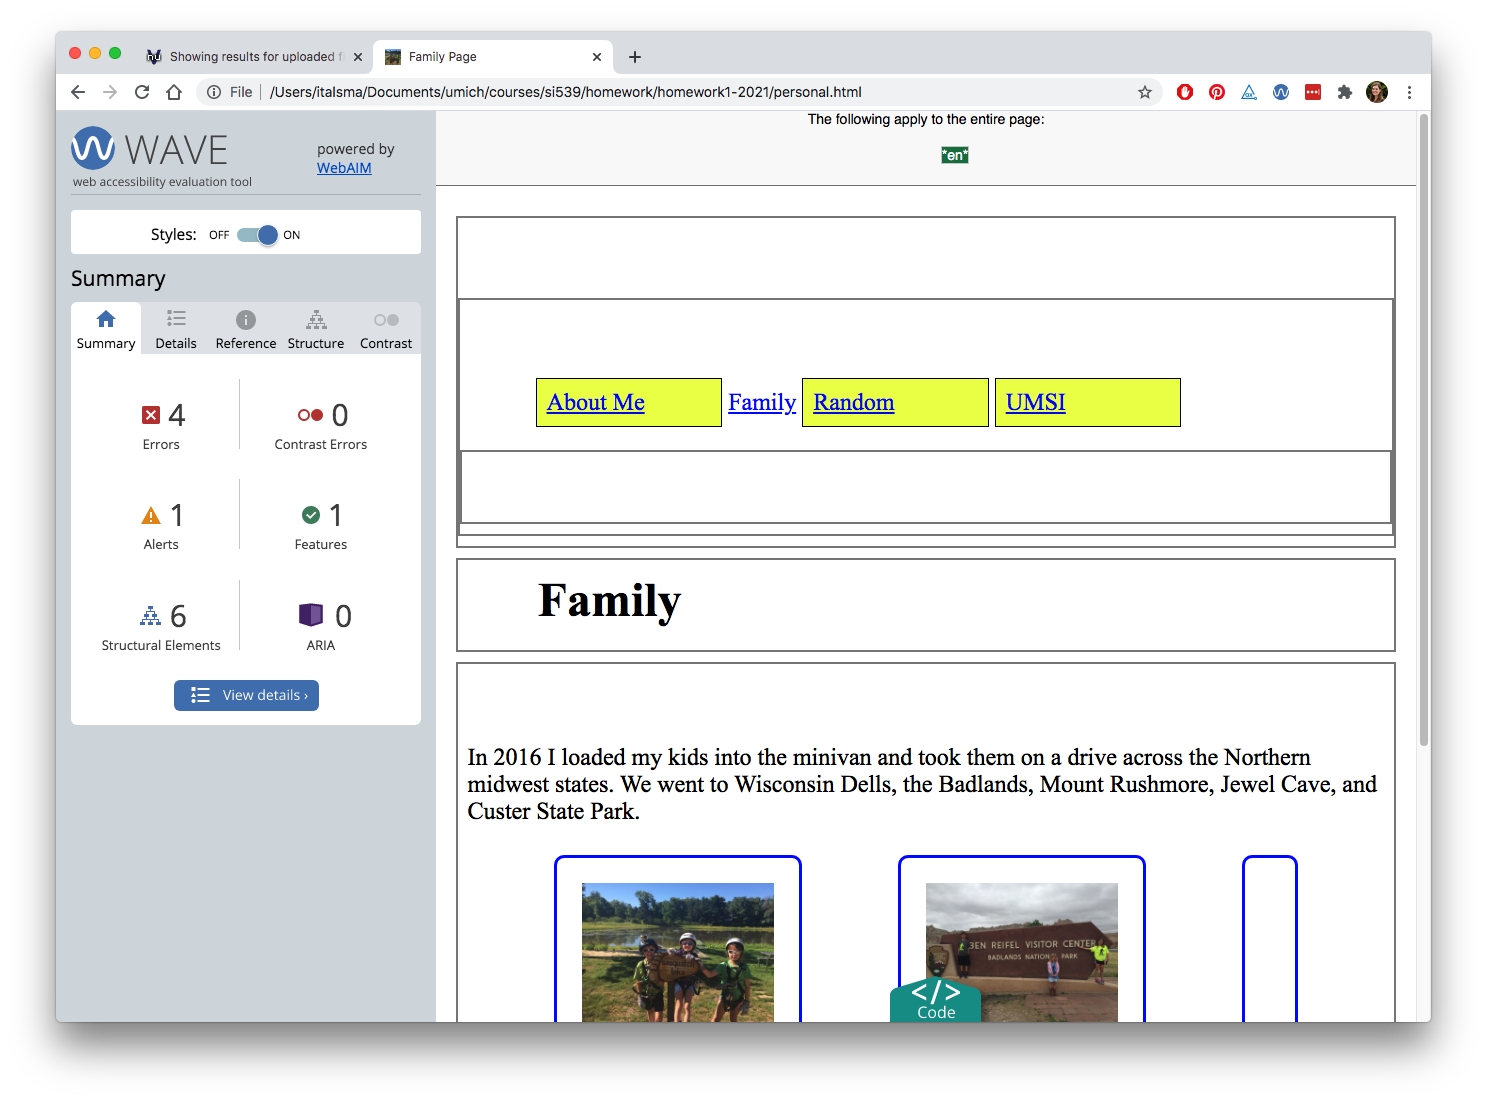 Showing results for uploaded f
Family Page
File
/Users/italsma/Documents/umich/courses/si539/homework/homework1-2021/personal.html
WAVE
web accessibility evaluation tool
powered by
WebAIM
Styles: OFF ON
Summary
Summary Details Reference Structure Contrast
4 0
Errors Contrast Errors
1 1
Alerts Features
6 0
Structural Elements ARIA
View details ›
The following apply to the entire page:
*en*
About Me Family Random UMSI
Family
In 2016 I loaded my kids into the minivan and took them on a drive across the Northern
midwest states. We went to Wisconsin Dells, the Badlands, Mount Rushmore, Jewel Cave, and
Custer State Park.
BEN REIFEL VISITOR CENTER
BADLANDS NATIONAL PARK
</>
Code